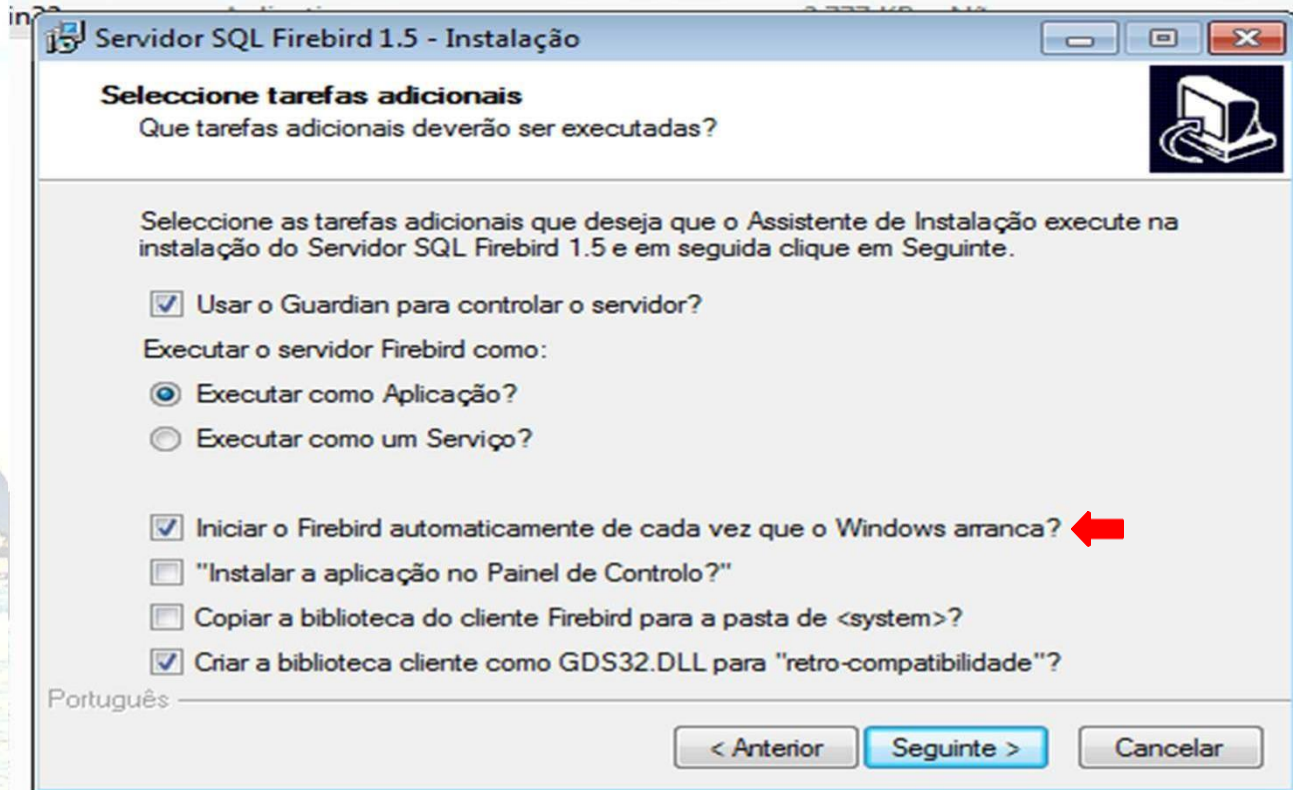 Servidor SQL Firebird 1.5 - Instalação
Seleccione tarefas adicionais
Que tarefas adicionais deverão ser executadas?
Seleccione as tarefas adicionais que deseja que o Assistente de Instalação execute na
instalação do Servidor SQL Firebird 1.5 e em seguida clique em Seguinte.
Usar o Guardian para controlar o servidor?
Executar o servidor Firebird como:
Executar como Aplicação?
Executar como um Serviço?
Iniciar o Firebird automaticamente de cada vez que o Windows arranca?
"Instalar a aplicação no Painel de Controlo?"
Copiar a biblioteca do cliente Firebird para a pasta de <system>?
Criar a biblioteca cliente como GDS32.DLL para "retro-compatibilidade"?
Português
< Anterior
Seguinte >
Cancelar